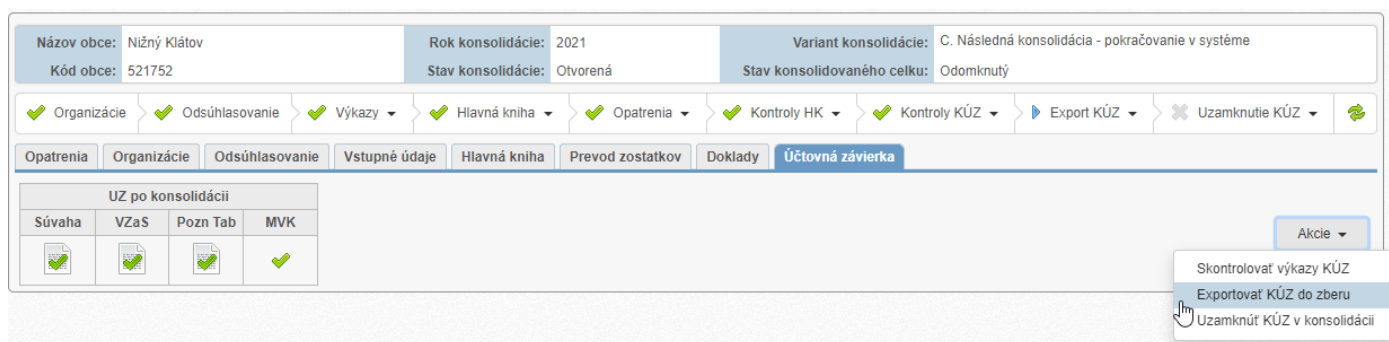 Názov obce: Nižný Klátov Rok konsolidácie: 2021 Variant konsolidácie: C. Následná konsolidácia - pokračovanie v systéme
Kód obce: 521752 Stav konsolidácie: Otvorená Stav konsolidovaného celku: Odomknutý
Organizácie Odsúhlasovanie Výkazy Hlavná kniha Opatrenia Kontroly HK Kontroly KÚZ Export KÚZ Uzamknutie KÚZ
Opatrenia Organizácie Odsúhlasovanie Vstupné údaje Hlavná kniha Prevod zostatkov Doklady Účtovná závierka
UZ po konsolidácii
Súvaha VZaS Pozn Tab MVK
Akcie
Skontrolovať výkazy KÚZ
Exportovať KÚZ do zberu
Uzamknúť KÚZ v konsolidácii